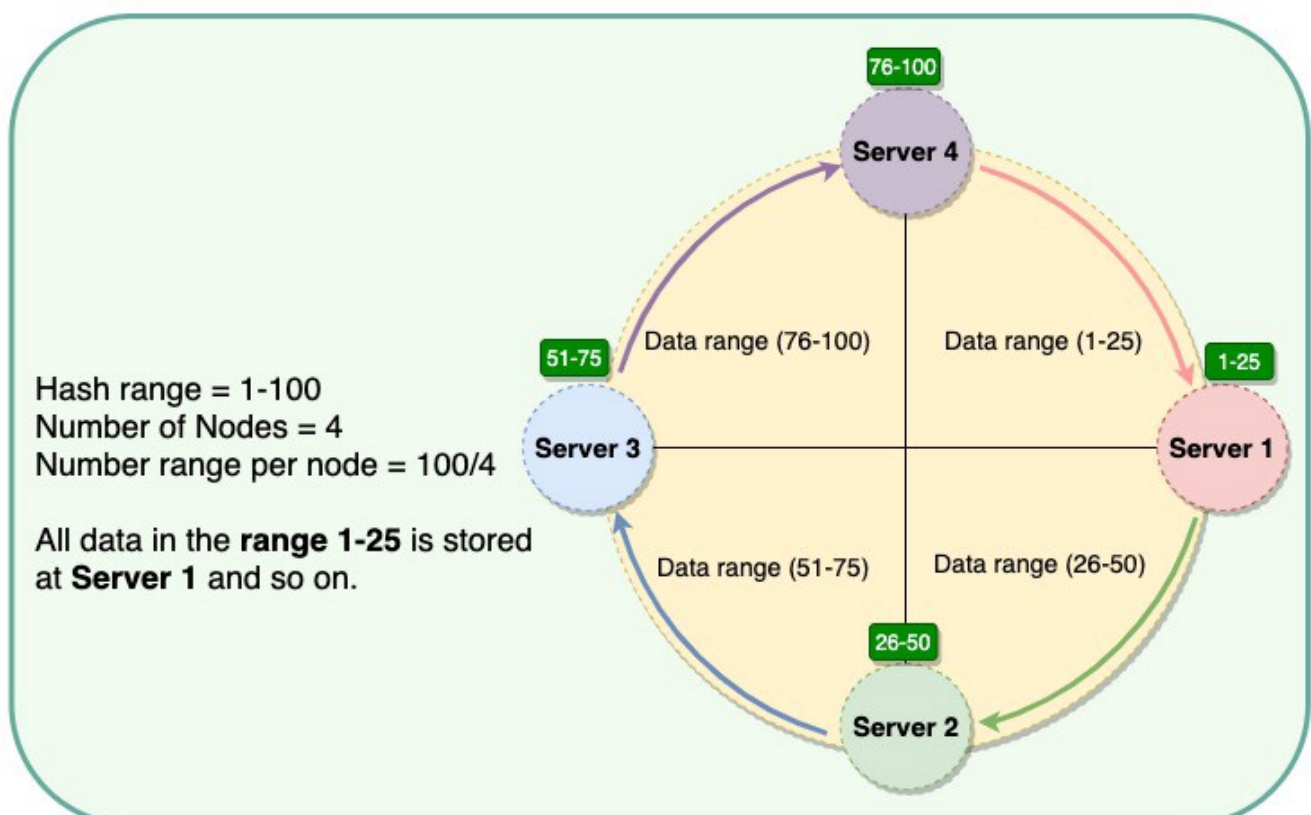 76-100
Server 4
Data range (76-100)
Data range (1-25)
51-75
1-25
Hash range = 1-100
Number of Nodes = 4
Number range per node = 100/4
All data in the range 1-25 is stored
at Server 1 and so on.
Server 3
Server 1
Data range (51-75)
Data range (26-50)
26-50
Server 2